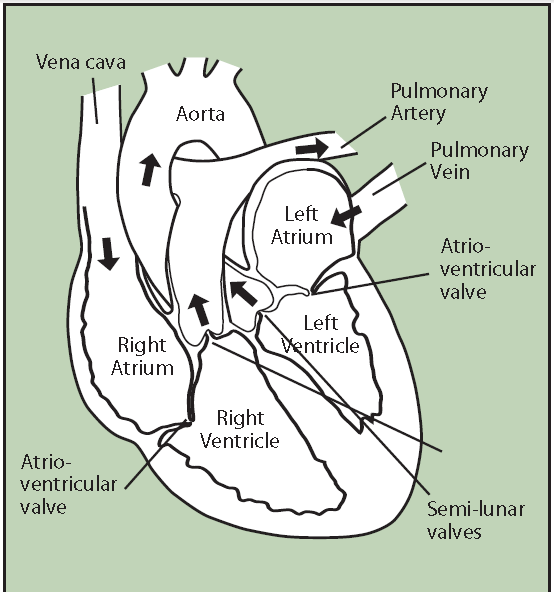 Vena cava
Aorta
Pulmonary
Artery
Pulmonary
Vein
Left
Atrium
Atrio-
ventricular
valve
Left
Ventricle
Right
Atrium
Right
Ventricle
Atrio-
ventricular
valve
Semi-lunar
valves